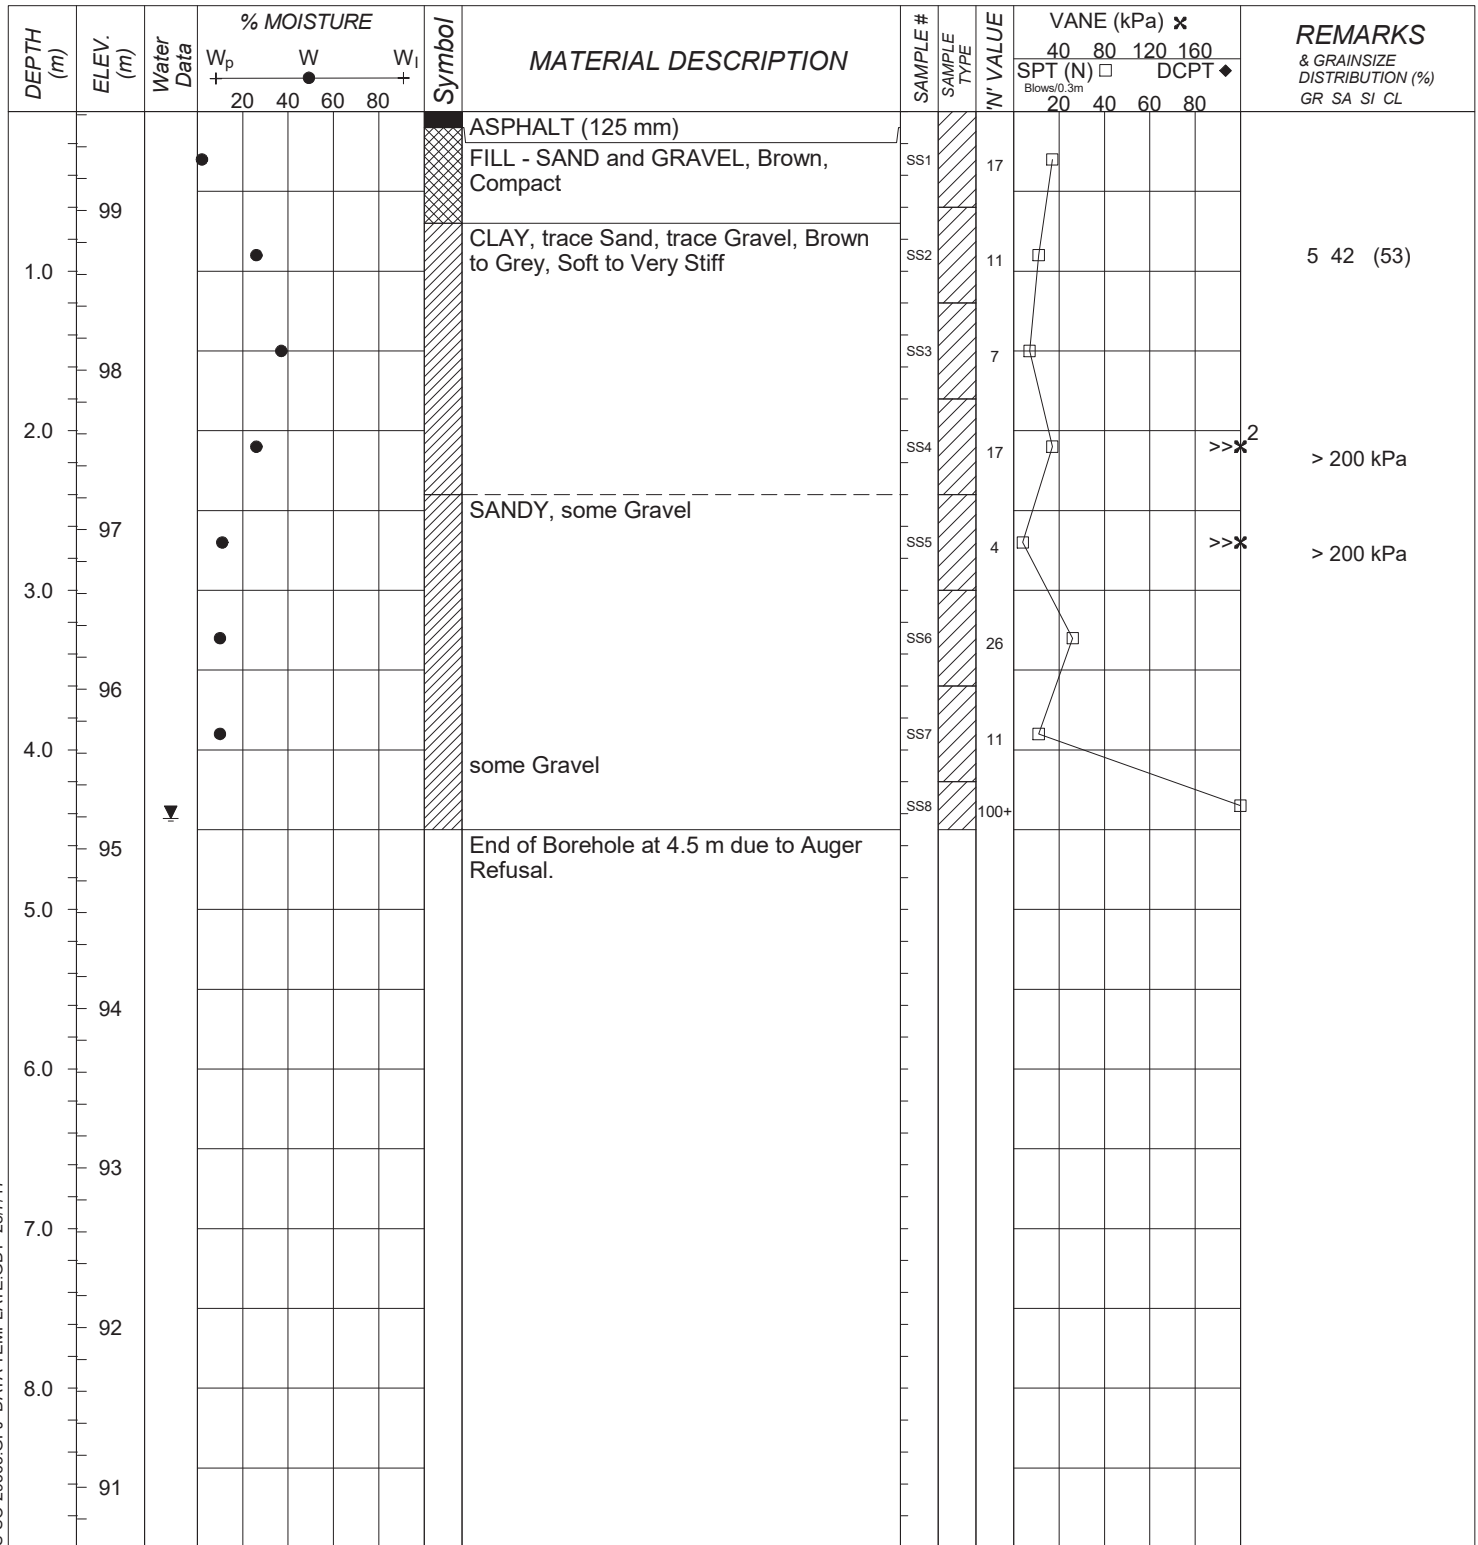 DEPTH (m)
ELEV. (m)
Water Data
% MOISTURE
Wp W Wl
20 40 60 80
Symbol
MATERIAL DESCRIPTION
SAMPLE #
SAMPLE TYPE
'N' VALUE
VANE (kPa)
40 80 120 160
SPT (N) DCPT
Blows/0.3m
20 40 60 80
REMARKS
& GRAINSIZE
DISTRIBUTION (%)
GR SA SI CL
ASPHALT (125 mm)
FILL - SAND and GRAVEL, Brown,
Compact
SS1 17
99
CLAY, trace Sand, trace Gravel, Brown
to Grey, Soft to Very Stiff
SS2 11 5 42 (53)
1.0
SS3 7
98
2.0
SS4 17 >> 2
> 200 kPa
SANDY, some Gravel
97
SS5 4 >>
> 200 kPa
3.0
SS6 26
96
SS7 11
4.0
some Gravel
SS8 100+
95
End of Borehole at 4.5 m due to Auger
Refusal.
5.0
94
6.0
93
7.0
92
8.0
91